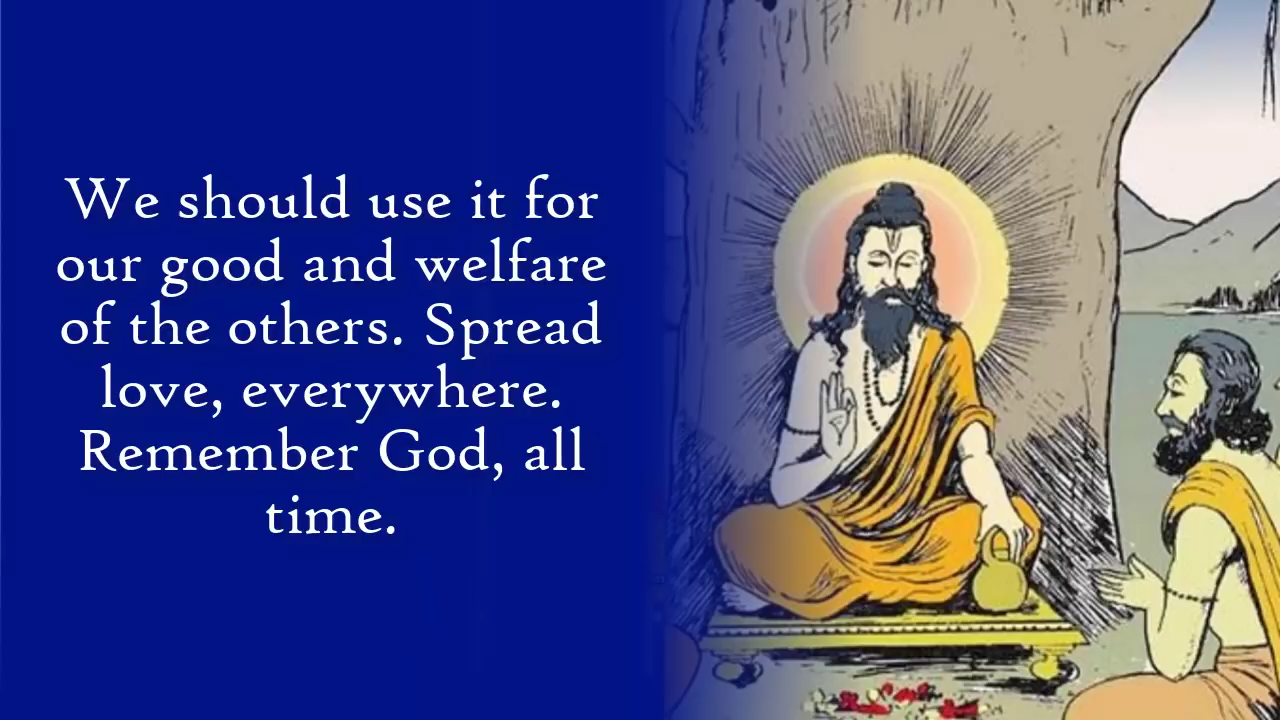 We should use it for
our good and welfare
of the others. Spread
love, everywhere.
Remember God, all
time.